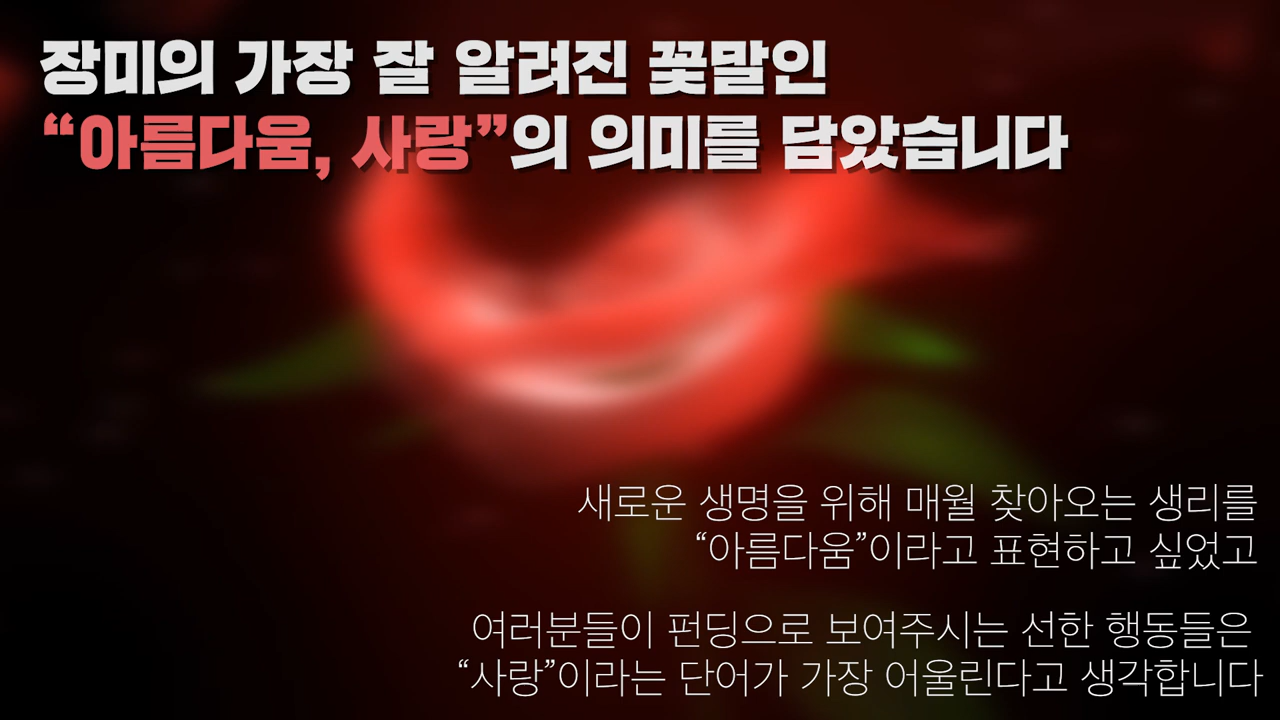 장미의 가장 잘 알려진 꽃말인
“아름다움, 사랑”의 의미를 담았습니다
새로운 생명을 위해 매월 찾아오는 생리를
“아름다움”이라고 표현하고 싶었고
여러분들이 펀딩으로 보여주시는 선한 행동들은
“사랑”이라는 단어가 가장 어울린다고 생각합니다